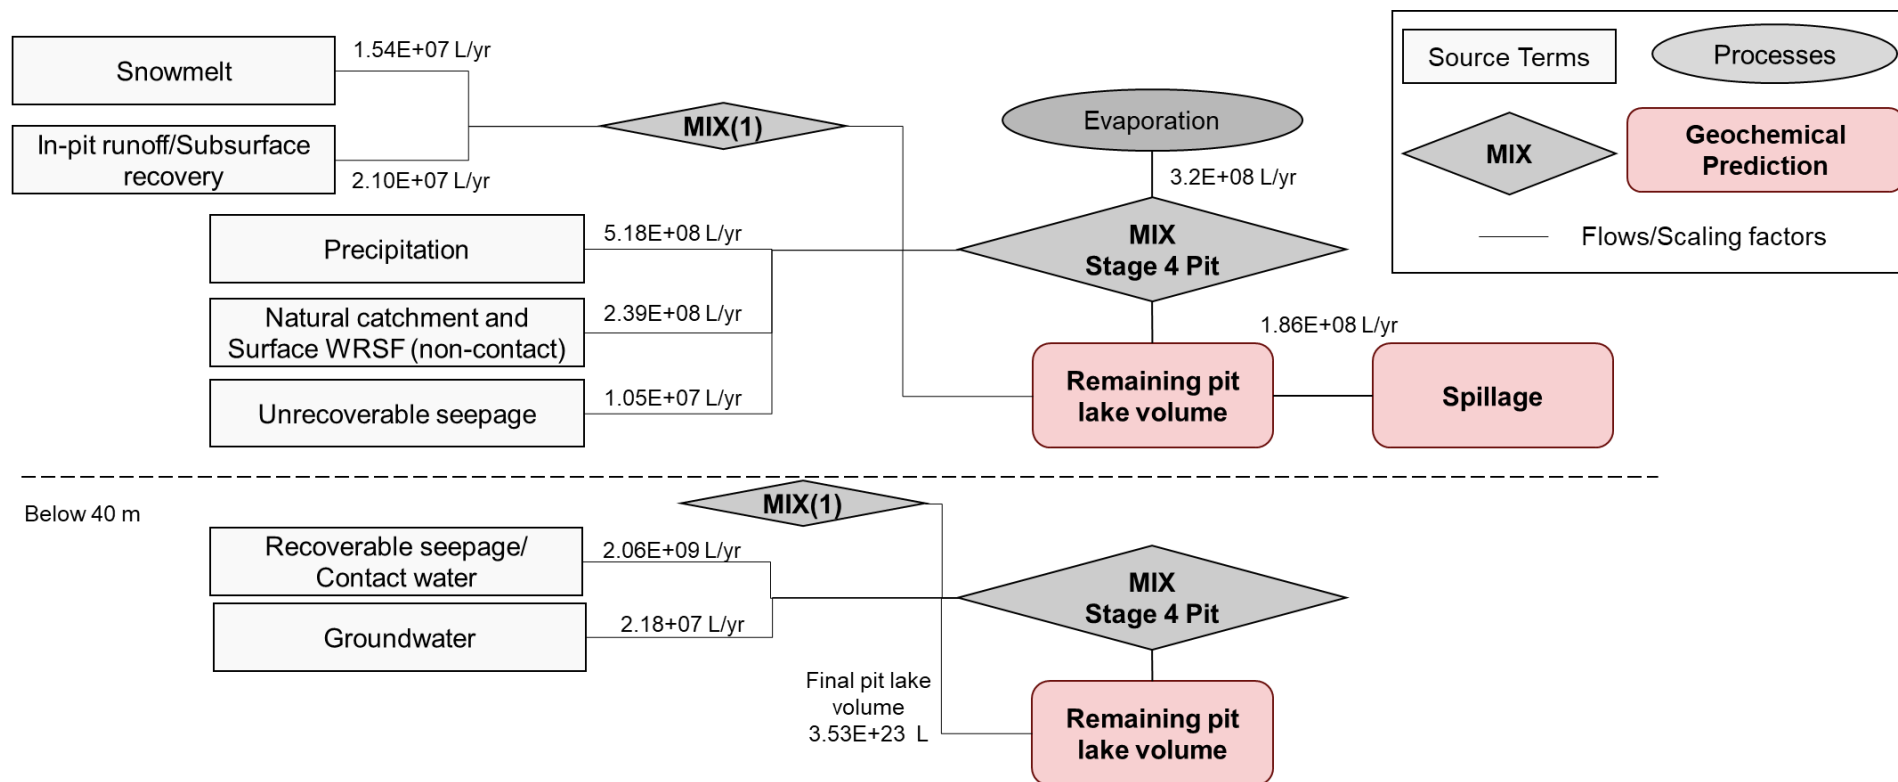 Snowmelt
1.54E+07 L/yr
In-pit runoff/Subsurface
recovery
2.10E+07 L/yr
MIX(1)
Precipitation
5.18E+08 L/yr
Natural catchment and
Surface WRSF (non-contact)
2.39E+08 L/yr
Unrecoverable seepage
1.05E+07 L/yr
Evaporation
3.2E+08 L/yr
MIX
Stage 4 Pit
Remaining pit
lake volume
1.86E+08 L/yr
Spillage
Source Terms
Processes
MIX
Geochemical
Prediction
Flows/Scaling factors
Below 40 m
MIX(1)
Recoverable seepage/
Contact water
2.06E+09 L/yr
Groundwater
2.18+07 L/yr
MIX
Stage 4 Pit
Final pit lake
volume
3.53E+23 L
Remaining pit
lake volume